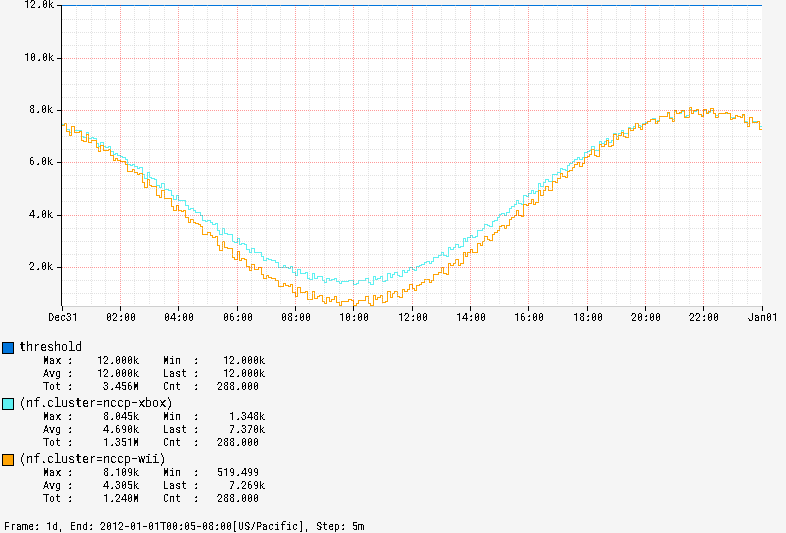 12.0k
10.0k
8.0k
6.0k
4.0k
2.0k
Dec31 02:00 04:00 06:00 08:00 10:00 12:00 14:00 16:00 18:00 20:00 22:00 Jan01
threshold
Max : 12.000k Min : 12.000k
Avg : 12.000k Last : 12.000k
Tot : 3.456M Cnt : 288.000
(nf.cluster=nccp-xbox)
Max : 8.045k Min : 1.348k
Avg : 4.690k Last : 7.370k
Tot : 1.351M Cnt : 288.000
(nf.cluster=nccp-wii)
Max : 8.109k Min : 519.499
Avg : 4.305k Last : 7.269k
Tot : 1.240M Cnt : 288.000
Frame: 1d, End: 2012-01-01T00:05-08:00[US/Pacific], Step: 5m